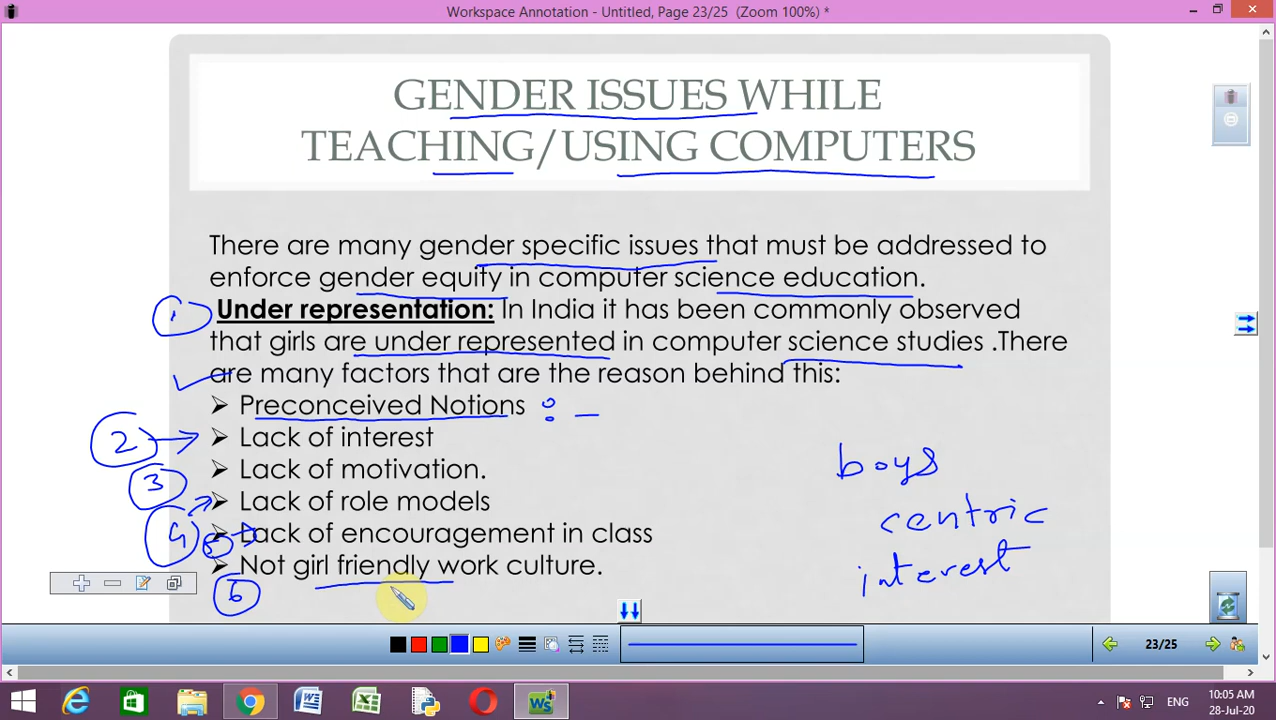 Workspace Annotation - Untitled, Page 23/25 (Zoom 100%) *
GENDER ISSUES WHILE
TEACHING/USING COMPUTERS
There are many gender specific issues that must be addressed to
enforce gender equity in computer science education.
1 Under representation: In India it has been commonly observed
that girls are under represented in computer science studies .There
are many factors that are the reason behind this:
➢ Preconceived Notions : –
2 → ➢ Lack of interest
3 ➢ Lack of motivation.
4 → ➢ Lack of role models
5 → ➢ Lack of encouragement in class
6 ➢ Not girl friendly work culture.
boys
centric
interest
23/25
ENG
10:05 AM
28-Jul-20